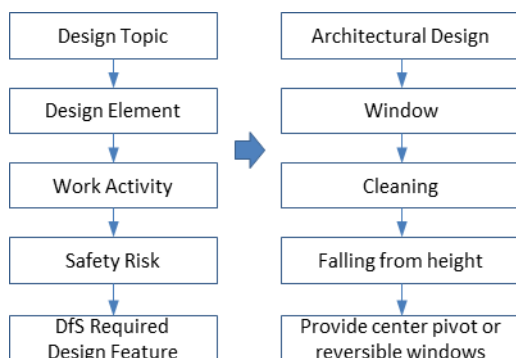 Design Topic
Design Element
Work Activity
Safety Risk
DfS Required
Design Feature
Architectural Design
Window
Cleaning
Falling from height
Provide center pivot or
reversible windows